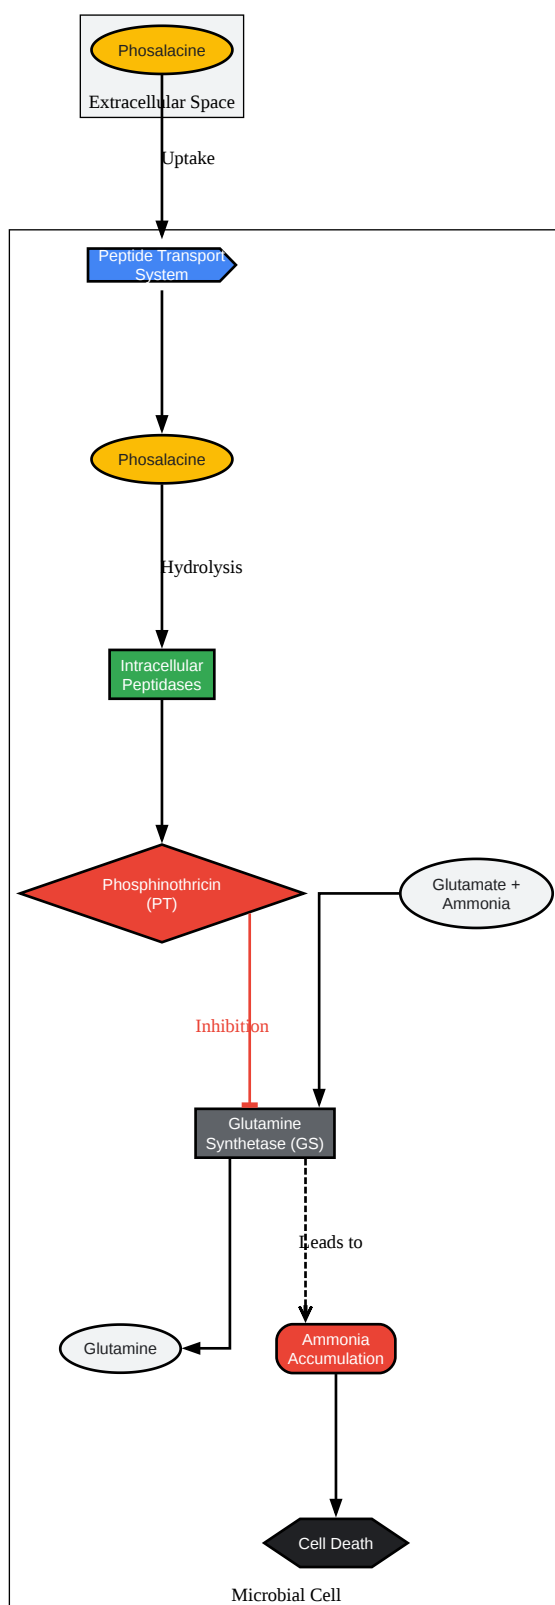 Phosalacine
Extracellular Space
Uptake
Peptide Transport
System
Phosalacine
Hydrolysis
Intracellular
Peptidases
Phosphinothricin
(PT)
Glutamate +
Ammonia
Inhibition
Glutamine
Synthetase (GS)
Leads to
Glutamine
Ammonia
Accumulation
Cell Death
Microbial Cell